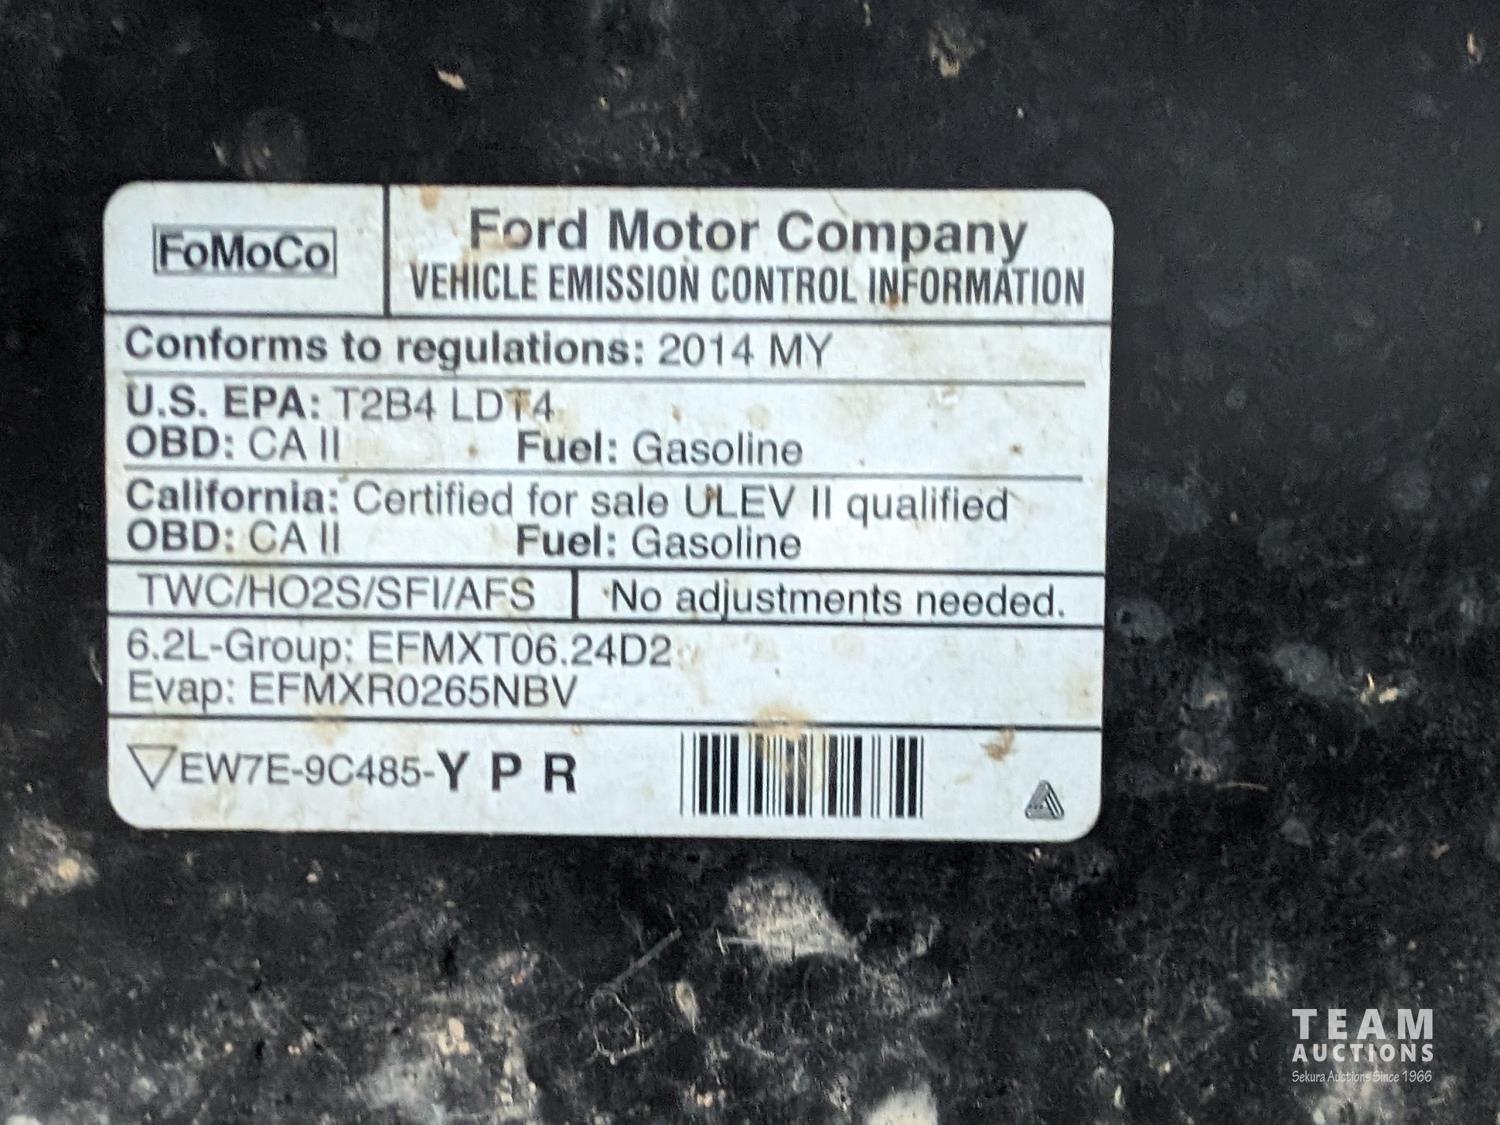 FoMoCo
Ford Motor Company
VEHICLE EMISSION CONTROL INFORMATION
Conforms to regulations: 2014 MY
U.S. EPA: T2B4 LDT4
OBD: CA II Fuel: Gasoline
California: Certified for sale ULEV II qualified
OBD: CA II Fuel: Gasoline
TWC/HO2S/SFI/AFS No adjustments needed.
6.2L-Group: EFMXT06.24D2
Evap: EFMXR0265NBV
EW7E-9C485-Y P R
TEAM
AUCTIONS
Sekura Auctions Since 1966